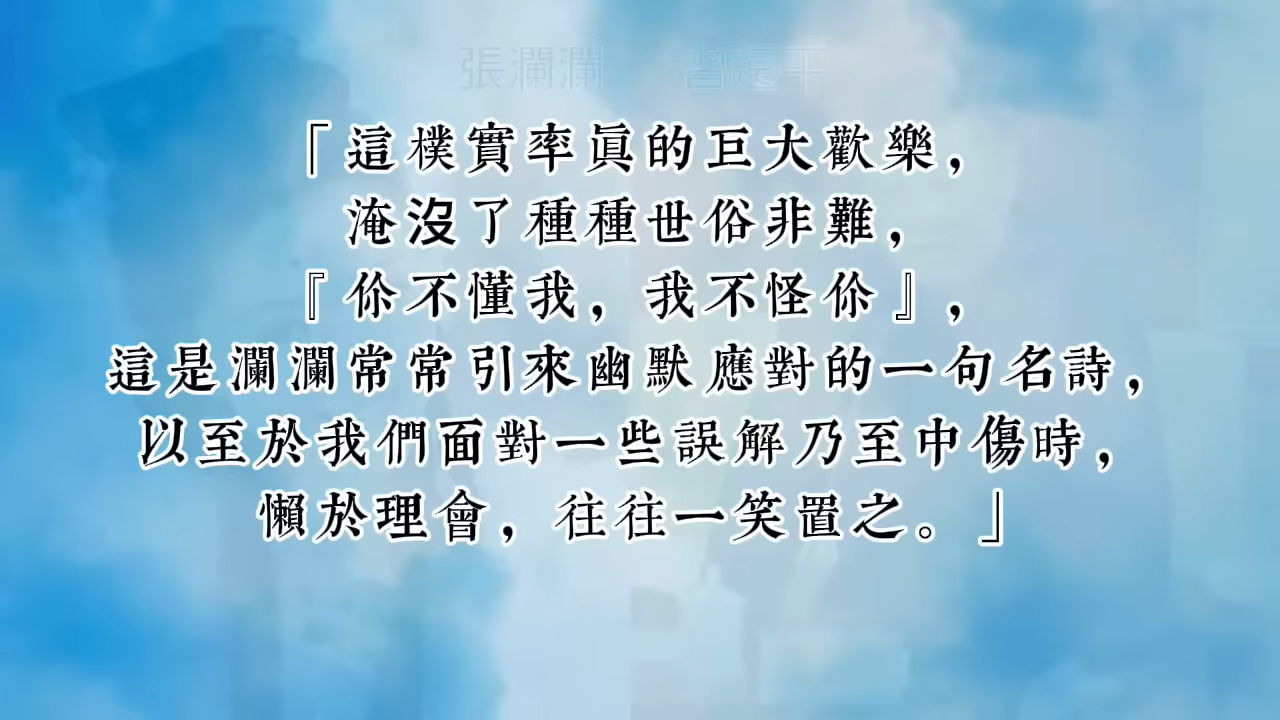 張瀾瀾 習遠平
「這樸實率眞的巨大歡樂，
淹沒了種種世俗非難，
『你不懂我，我不怪你』，
這是瀾瀾常常引來幽默應對的一句名詩，
以至於我們面對一些誤解乃至中傷時，
懶於理會，往往一笑置之。」